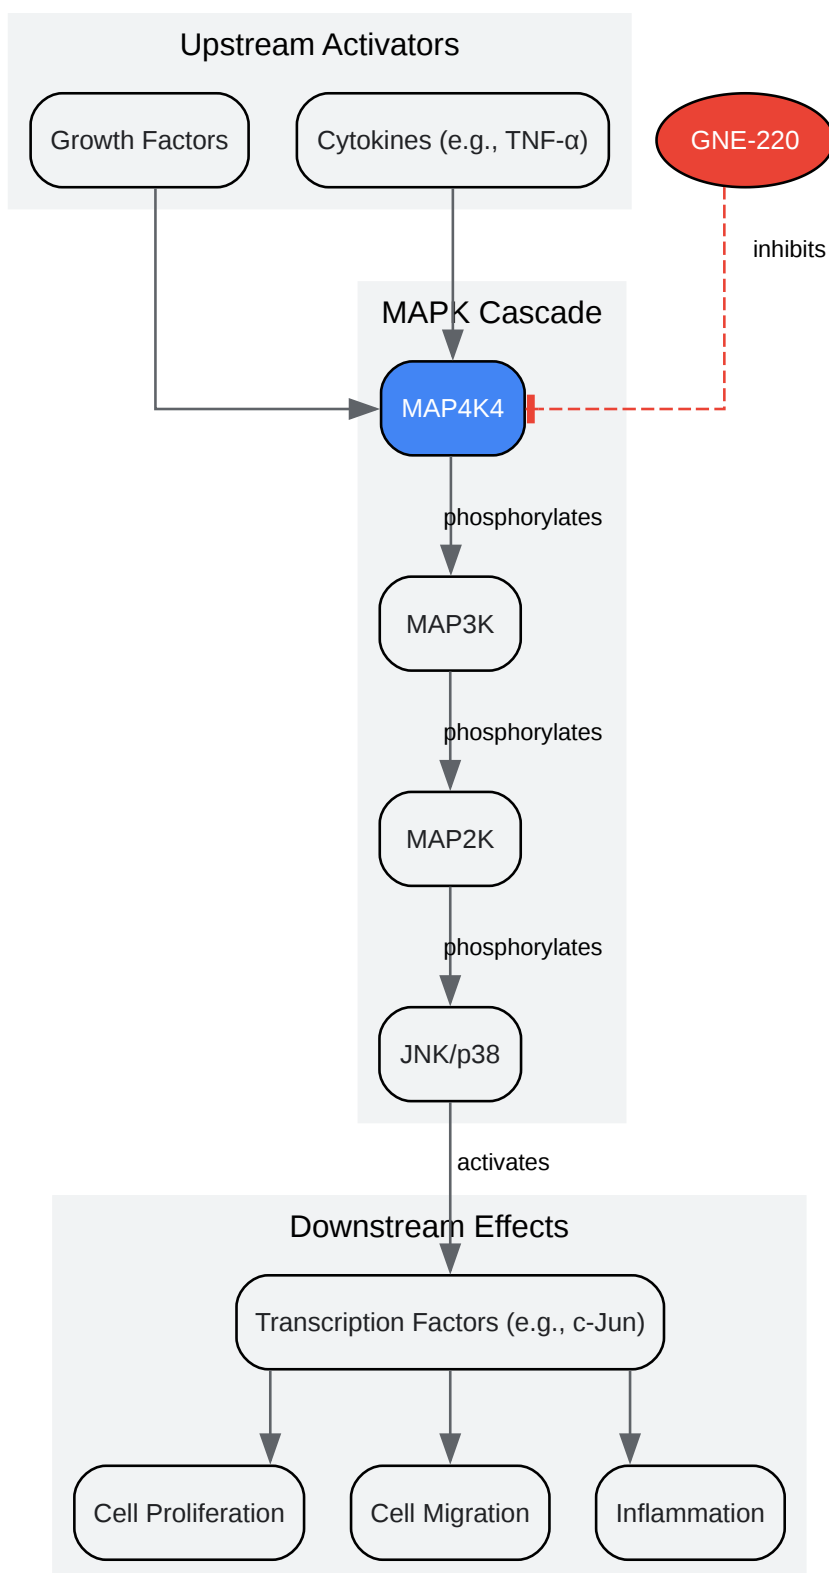 Upstream Activators
Growth Factors
Cytokines (e.g., TNF-α)
GNE-220
inhibits
MAPK Cascade
MAP4K4
phosphorylates
MAP3K
phosphorylates
MAP2K
phosphorylates
JNK/p38
activates
Downstream Effects
Transcription Factors (e.g., c-Jun)
Cell Proliferation
Cell Migration
Inflammation